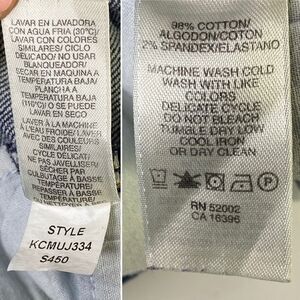 LAVAR EN LAVADORA
CON AGUA FRIA (30°C)/
LAVAR CON COLORES
SIMILARES/ CICLO
DELICADO/ NO USAR
BLANQUEADOR/
SECAR EN MAQUINA A
TEMPERATURA BAJA/
PLANCHA A
TEMPERATURA BAJA
(110°C) O SE PUEDE
LAVAR EN SECO
LAVER À LA MACHINE
À L'EAU FROIDE/ LAVER
AVEC DES COULEURS
SIMILAIRES/
CYCLE DÉLICAT/
NE PAS JAVELLISER/
SÉCHER PAR
CULBUTAGE À BASSE
TEMPÉRATURE/
REPASSER À BASSE
TEMPÉRATURE
OU NETTOYER À SEC
STYLE
KCMUJ334
S450
98% COTTON/
ALGODON/COTON
2% SPANDEX/ELASTANO
MACHINE WASH COLD
WASH WITH LIKE
COLORS
DELICATE CYCLE
DO NOT BLEACH
TUMBLE DRY LOW
COOL IRON
OR DRY CLEAN
RN 52002
CA 16396